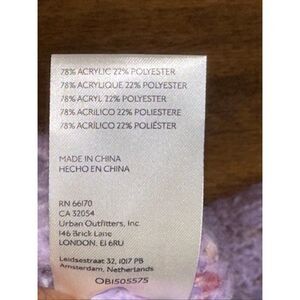 78% ACRYLIC 22% POLYESTER
78% ACRYLIQUE 22% POLYESTER
78% ACRYL 22% POLYESTER
78% ACRILICO 22% POLIESTERE
78% ACRÍLICO 22% POLIÉSTER
MADE IN CHINA
HECHO EN CHINA
RN 66170
CA 32054
Urban Outfitters, Inc
146 Brick Lane
LONDON, E1 6RU
Leidsestraat 32, 1017 PB
Amsterdam, Netherlands
OB1505575